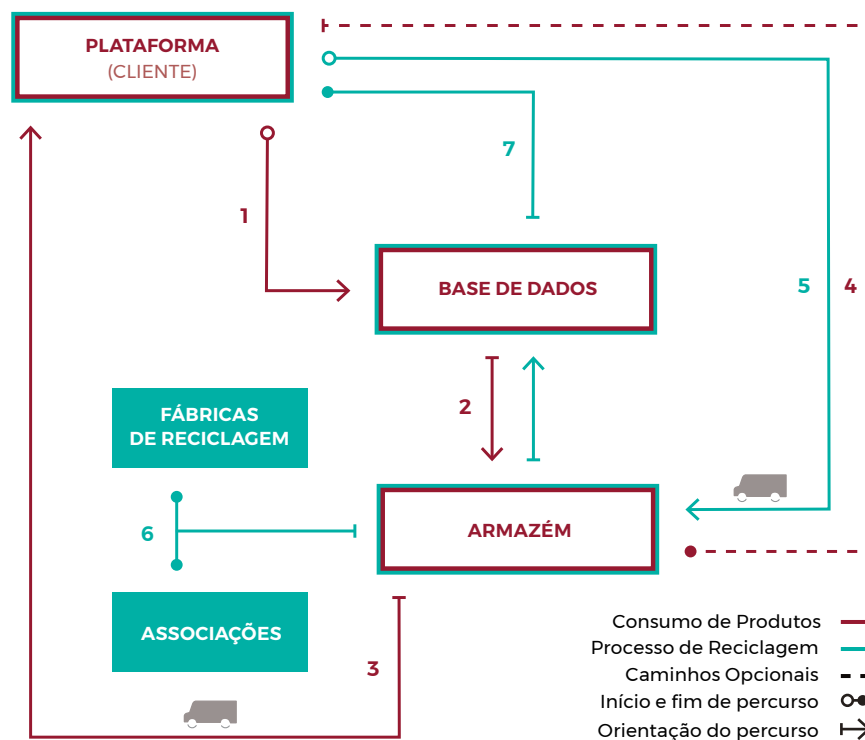 PLATAFORMA
(CLIENTE)
7
1
5
4
BASE DE DADOS
2
FÁBRICAS
DE RECICLAGEM
6
ARMAZÉM
ASSOCIAÇÕES
3
Consumo de Produtos
Processo de Reciclagem
Caminhos Opcionais
Início e fim de percurso
Orientação do percurso